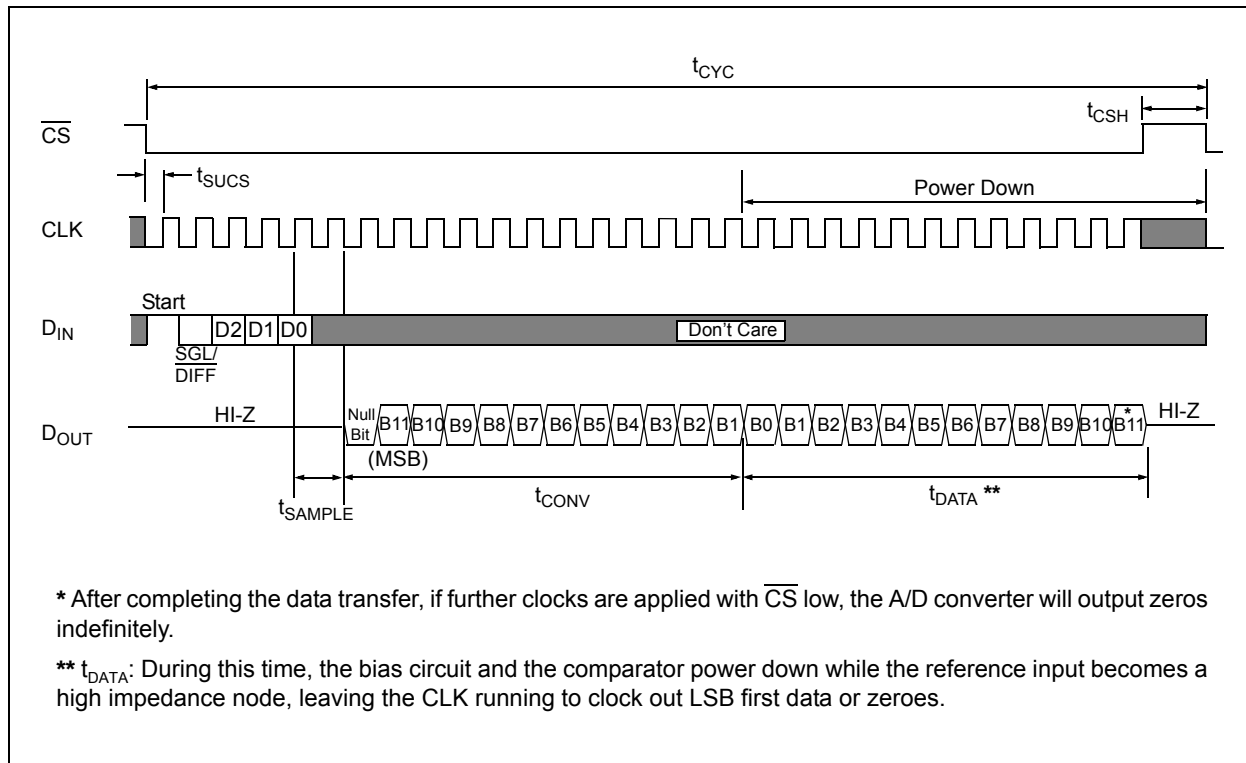 tCYC
tCSH
CS
tSUCS
Power Down
CLK
Start
DIN
D2 D1 D0
Don't Care
SGL/
DIFF
HI-Z
DOUT
Null
Bit
B11 B10 B9 B8 B7 B6 B5 B4 B3 B2 B1 B0 B1 B2 B3 B4 B5 B6 B7 B8 B9 B10 B11
*
HI-Z
(MSB)
tSAMPLE
tCONV
tDATA **
* After completing the data transfer, if further clocks are applied with CS low, the A/D converter will output zeros
indefinitely.
** tDATA: During this time, the bias circuit and the comparator power down while the reference input becomes a
high impedance node, leaving the CLK running to clock out LSB first data or zeroes.